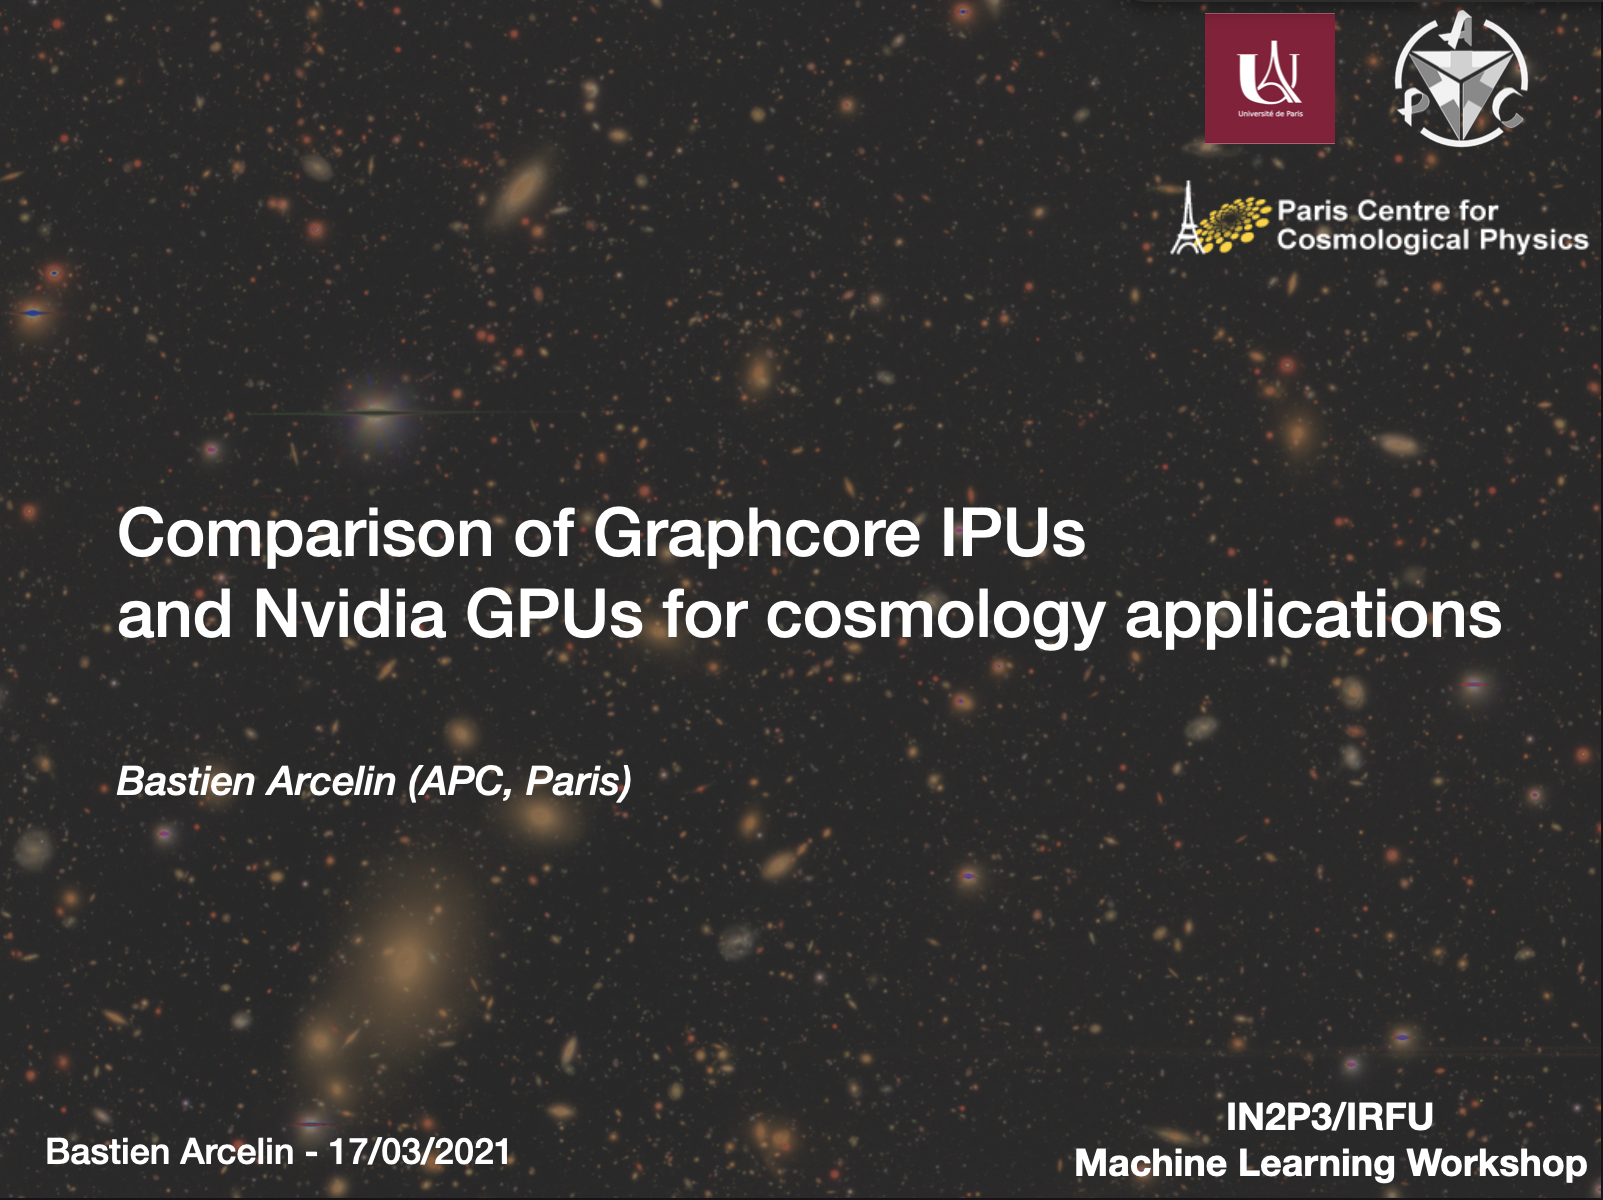 Université de Paris
A
P C
Paris Centre for
Cosmological Physics
Comparison of Graphcore IPUs
and Nvidia GPUs for cosmology applications
Bastien Arcelin (APC, Paris)
Bastien Arcelin - 17/03/2021
IN2P3/IRFU
Machine Learning Workshop